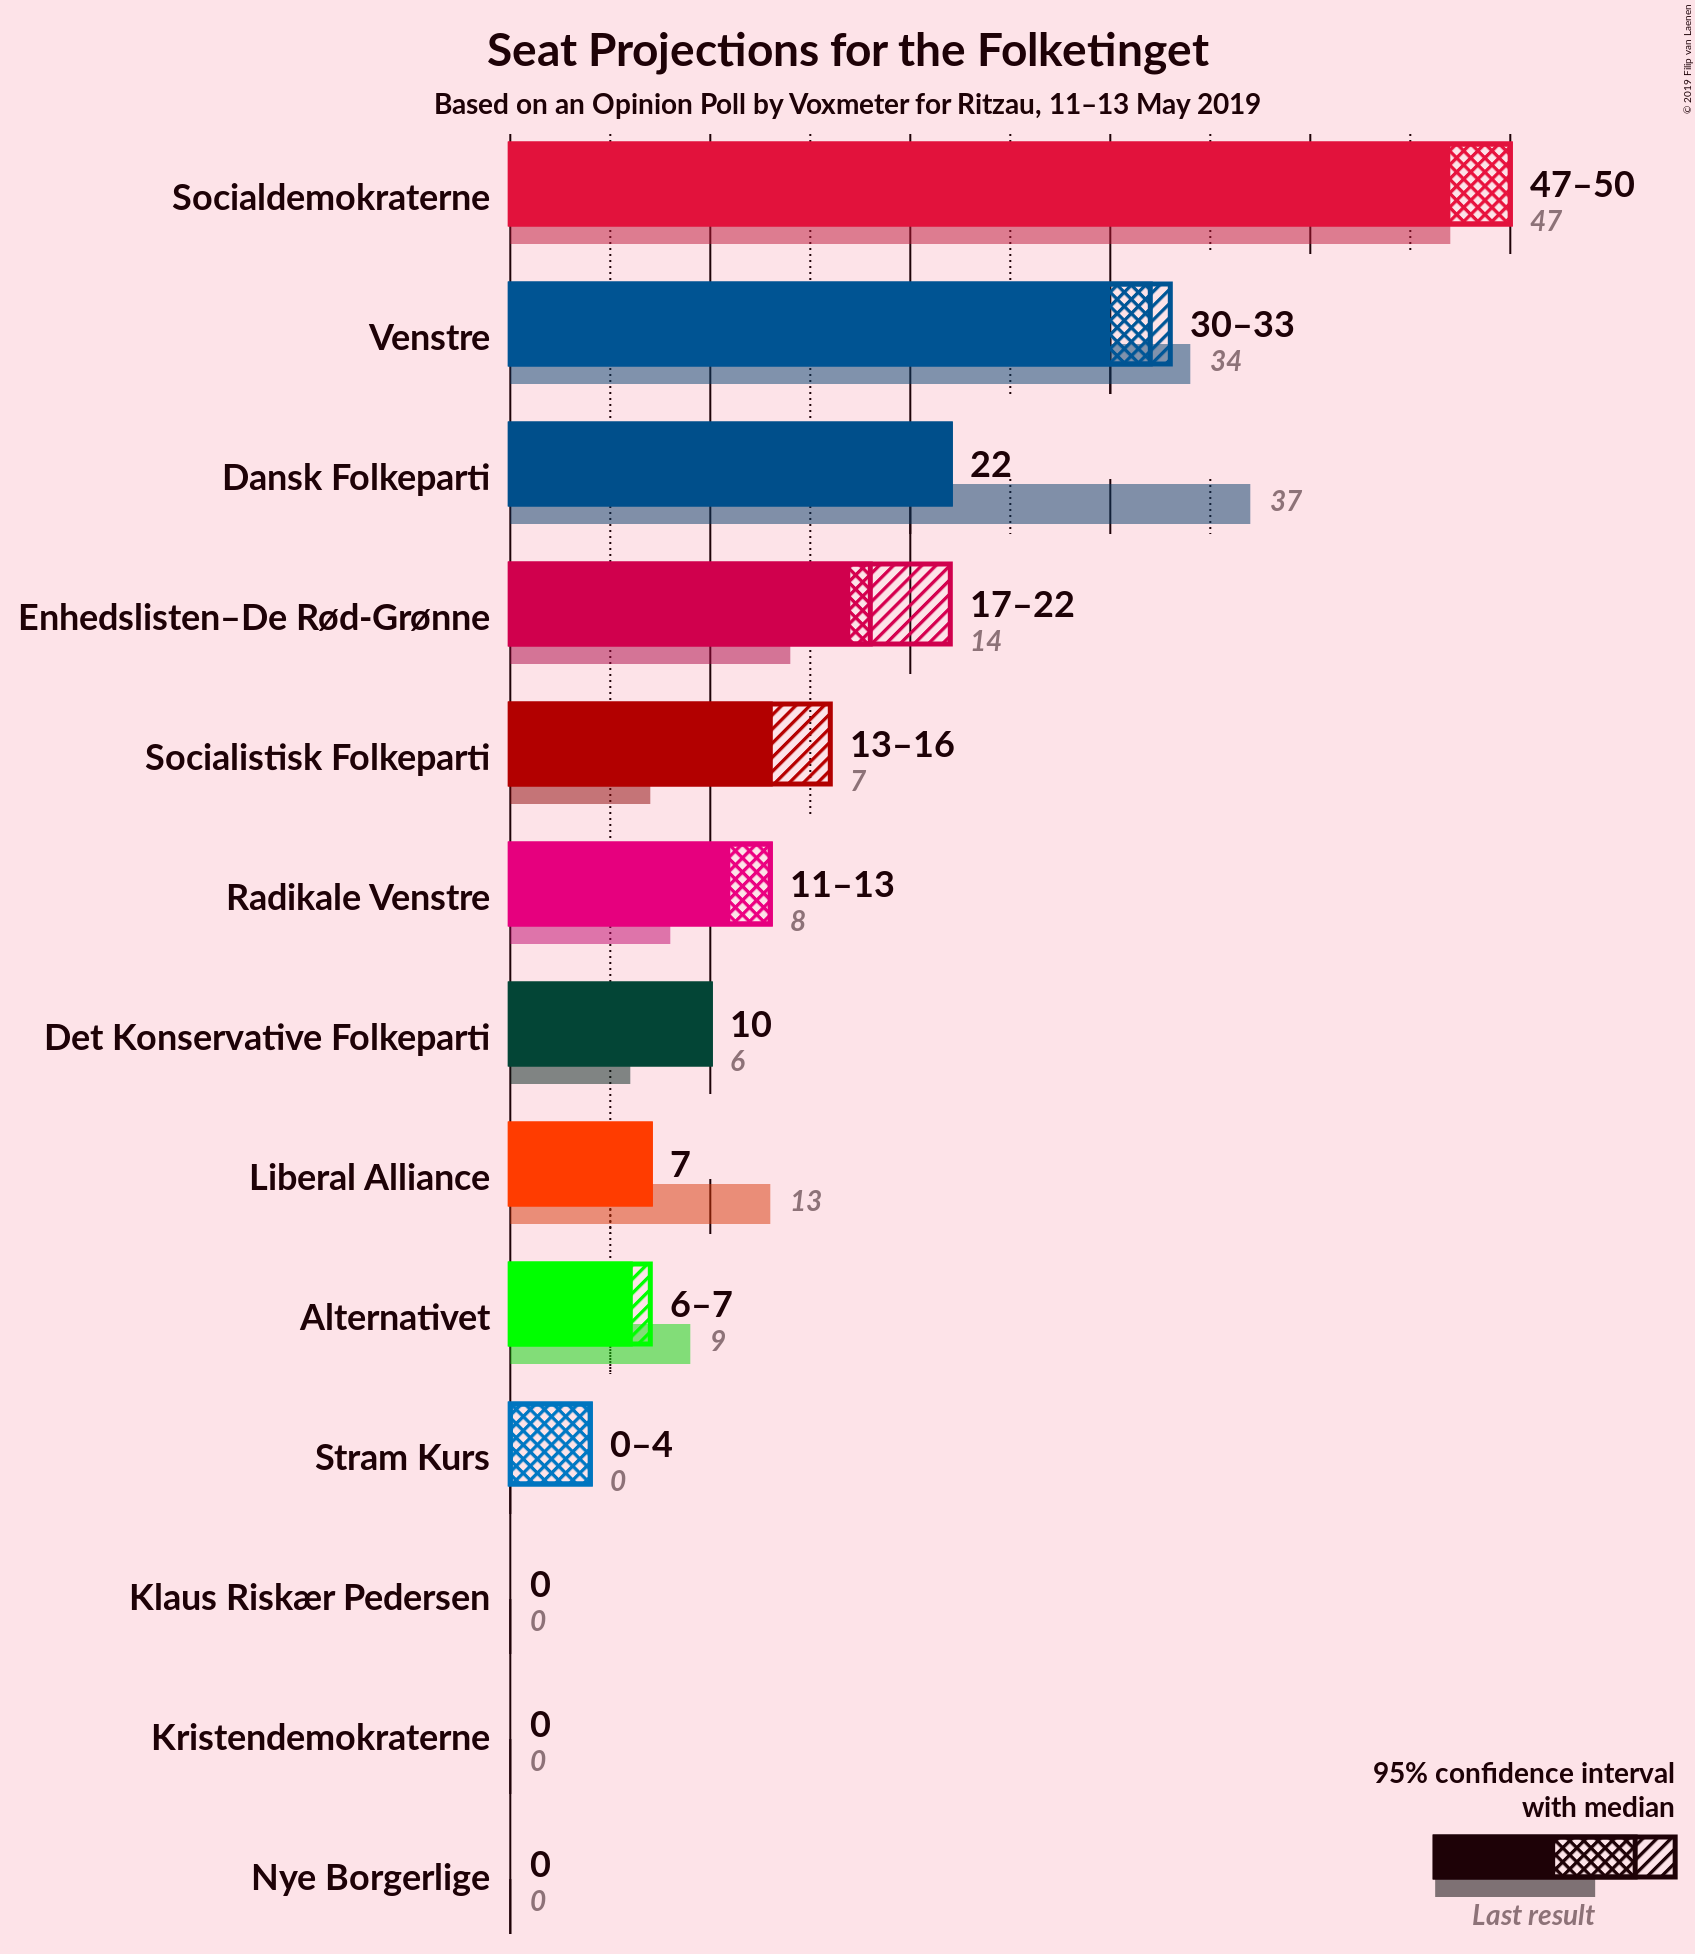 Seat Projections for the Folketinget
Based on an Opinion Poll by Voxmeter for Ritzau, 11–13 May 2019
© 2019 Filip van Laenen
Socialdemokraterne
47–50
47
Venstre
30–33
34
Dansk Folkeparti
22
37
Enhedslisten–De Rød-Grønne
17–22
14
Socialistisk Folkeparti
13–16
7
Radikale Venstre
11–13
8
Det Konservative Folkeparti
10
6
Liberal Alliance
7
13
Alternativet
6–7
9
Stram Kurs
0–4
0
Klaus Riskær Pedersen
0
0
Kristendemokraterne
0
0
Nye Borgerlige
0
0
95% confidence interval
with median
Last result